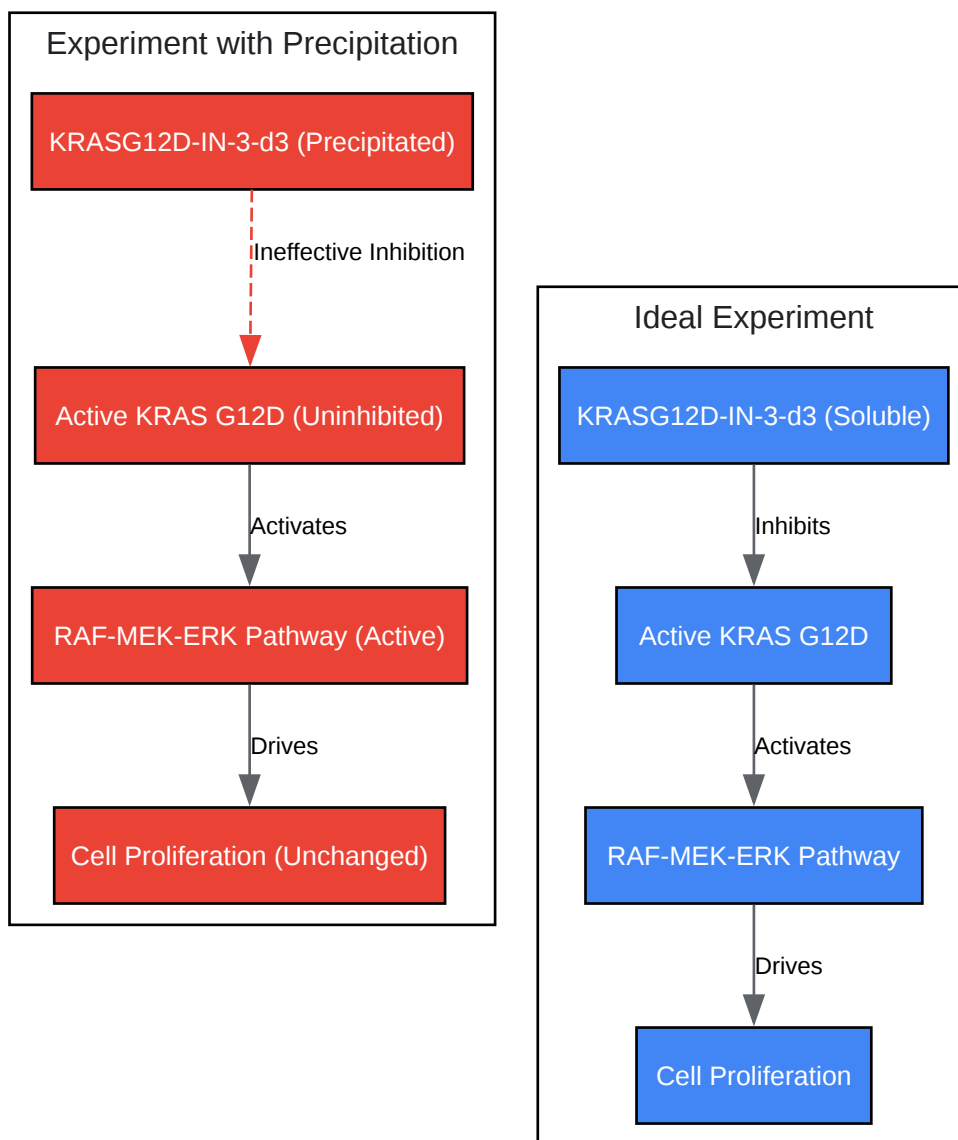 Experiment with Precipitation
KRASG12D-IN-3-d3 (Precipitated)
Ineffective Inhibition
Active KRAS G12D (Uninhibited)
Activates
RAF-MEK-ERK Pathway (Active)
Drives
Cell Proliferation (Unchanged)
Ideal Experiment
KRASG12D-IN-3-d3 (Soluble)
Inhibits
Active KRAS G12D
Activates
RAF-MEK-ERK Pathway
Drives
Cell Proliferation